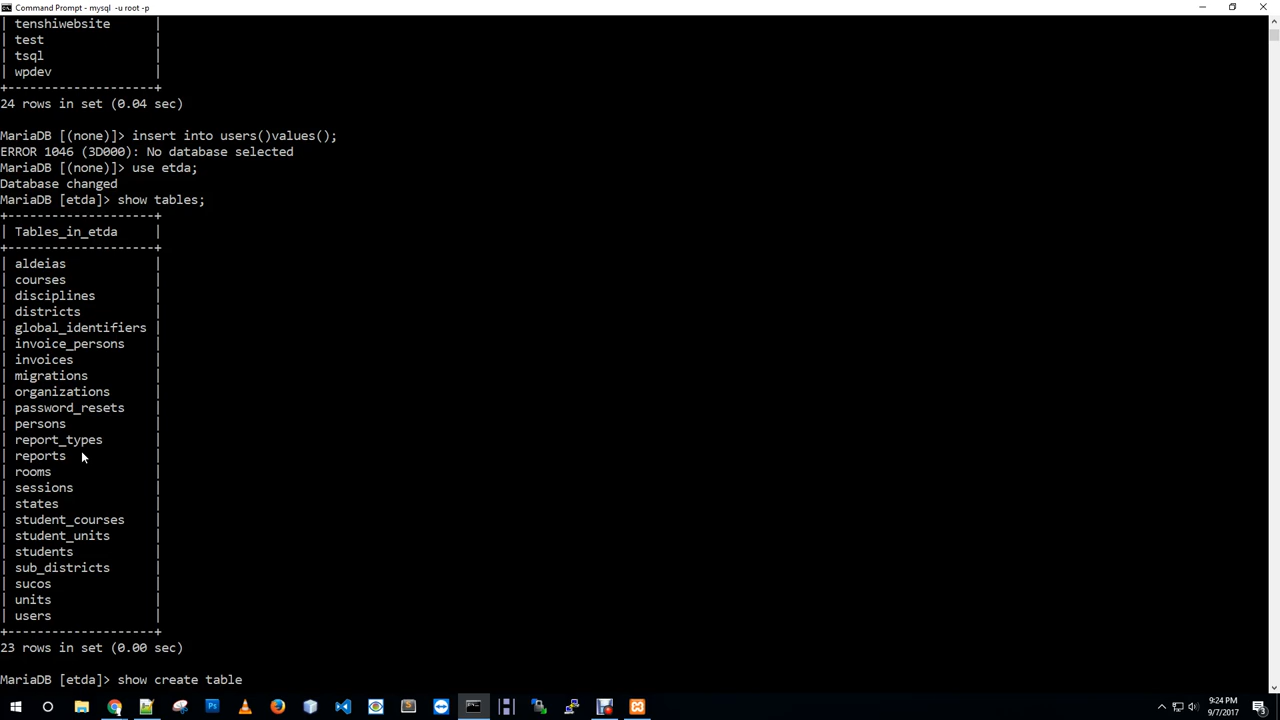 Command Prompt - mysql -u root -p
| tenshiwebsite |
| test |
| tsql |
| wpdev |
+--------------------+
24 rows in set (0.04 sec)
MariaDB [(none)]> insert into users()values();
ERROR 1046 (3D000): No database selected
MariaDB [(none)]> use etda;
Database changed
MariaDB [etda]> show tables;
+--------------------+
| Tables_in_etda |
+--------------------+
| aldeias |
| courses |
| disciplines |
| districts |
| global_identifiers |
| invoice_persons |
| invoices |
| migrations |
| organizations |
| password_resets |
| persons |
| report_types |
| reports |
| rooms |
| sessions |
| states |
| student_courses |
| student_units |
| students |
| sub_districts |
| sucos |
| units |
| users |
+--------------------+
23 rows in set (0.00 sec)
MariaDB [etda]> show create table
9:24 PM
9/7/2017